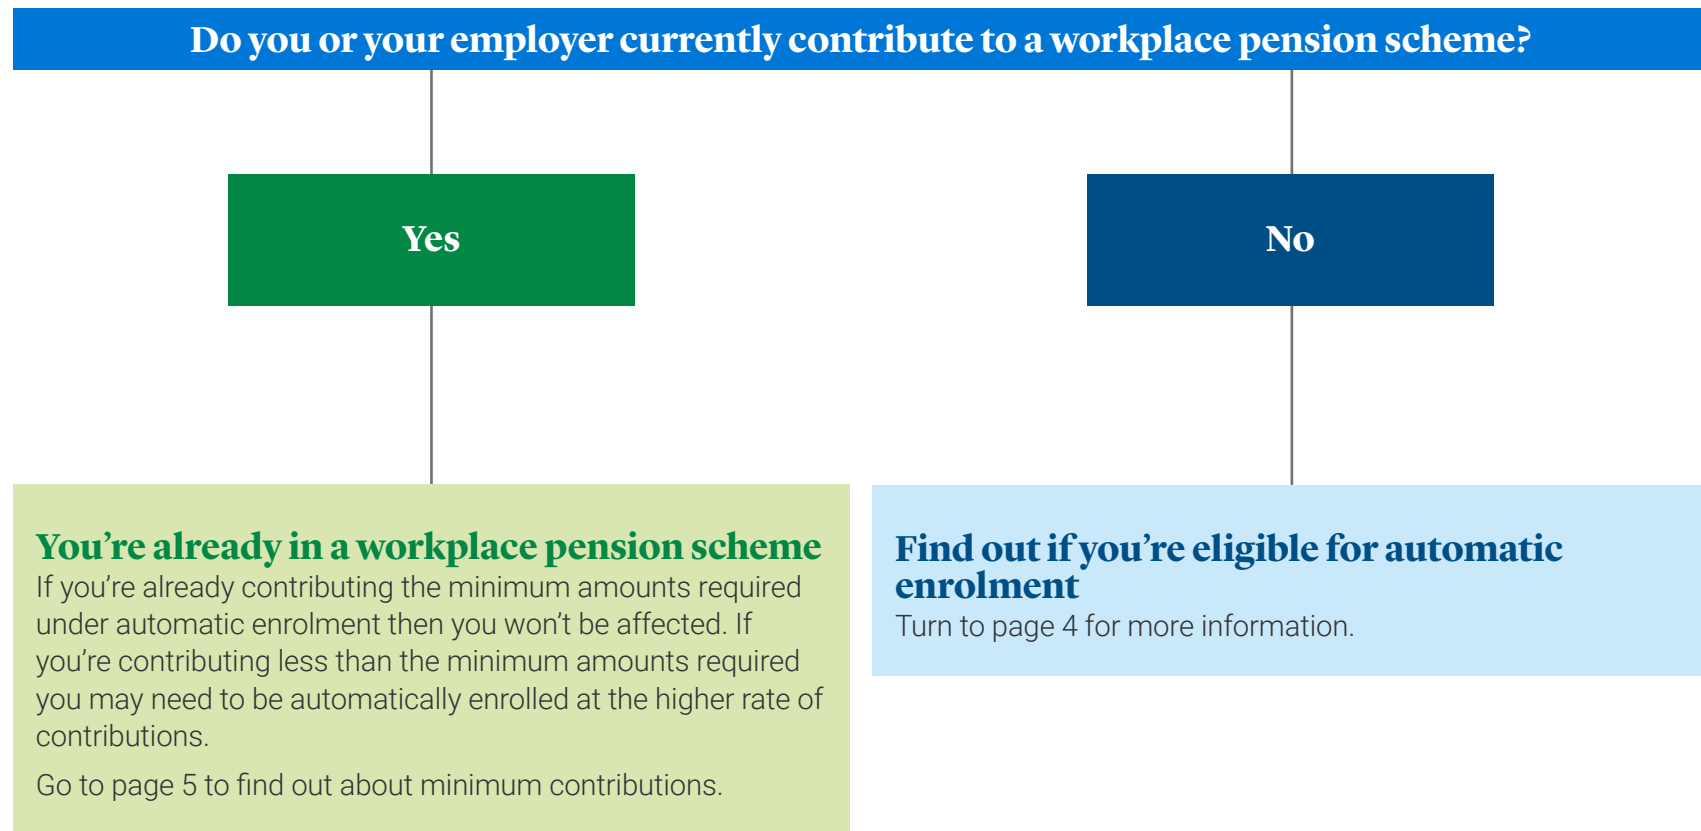 Do you or your employer currently contribute to a workplace pension scheme?
Yes
No
You’re already in a workplace pension scheme
If you’re already contributing the minimum amounts required
under automatic enrolment then you won’t be affected. If
you’re contributing less than the minimum amounts required
you may need to be automatically enrolled at the higher rate of
contributions.
Go to page 5 to find out about minimum contributions.
Find out if you’re eligible for automatic
enrolment
Turn to page 4 for more information.